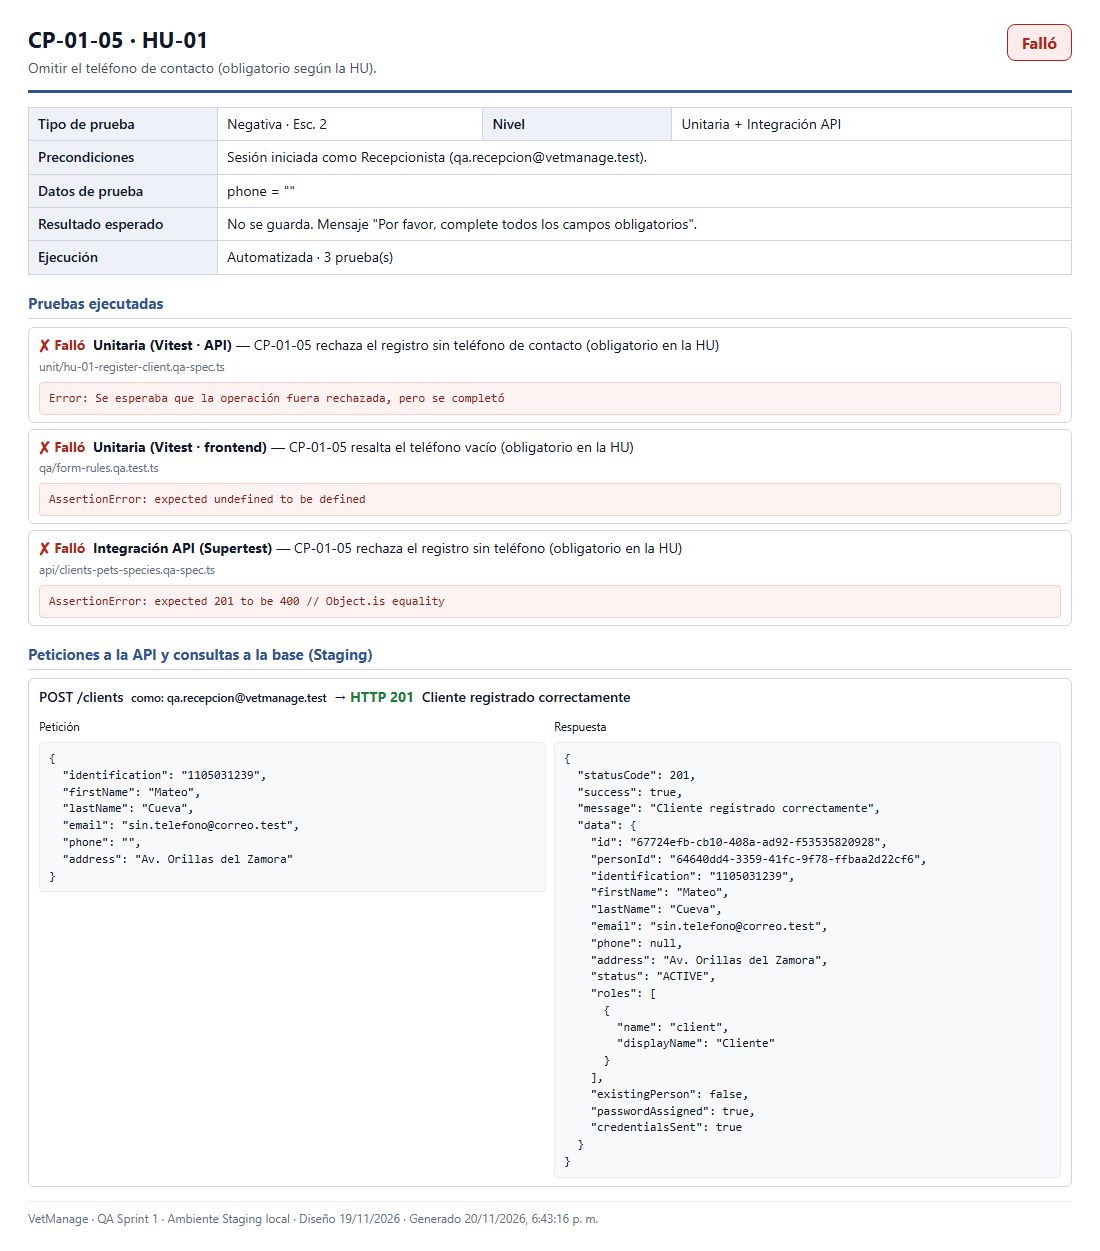 CP-01-05 · HU-01
Falló
Omitir el teléfono de contacto (obligatorio según la HU).
Tipo de prueba Negativa · Esc. 2 Nivel Unitaria + Integración API
Precondiciones Sesión iniciada como Recepcionista (qa.recepcion@vetmanage.test).
Datos de prueba phone = ""
Resultado esperado No se guarda. Mensaje "Por favor, complete todos los campos obligatorios".
Ejecución Automatizada · 3 prueba(s)
Pruebas ejecutadas
✘ Falló Unitaria (Vitest · API) — CP-01-05 rechaza el registro sin teléfono de contacto (obligatorio en la HU)
unit/hu-01-register-client.qa-spec.ts
Error: Se esperaba que la operación fuera rechazada, pero se completó
✘ Falló Unitaria (Vitest · frontend) — CP-01-05 resalta el teléfono vacío (obligatorio en la HU)
qa/form-rules.qa.test.ts
AssertionError: expected undefined to be defined
✘ Falló Integración API (Supertest) — CP-01-05 rechaza el registro sin teléfono (obligatorio en la HU)
api/clients-pets-species.qa-spec.ts
AssertionError: expected 201 to be 400 // Object.is equality
Peticiones a la API y consultas a la base (Staging)
POST /clients como: qa.recepcion@vetmanage.test → HTTP 201 Cliente registrado correctamente
Petición
{
"identification": "1105031239",
"firstName": "Mateo",
"lastName": "Cueva",
"email": "sin.telefono@correo.test",
"phone": "",
"address": "Av. Orillas del Zamora"
}
Respuesta
{
"statusCode": 201,
"success": true,
"message": "Cliente registrado correctamente",
"data": {
"id": "67724efb-cb10-408a-ad92-f53535820928",
"personId": "64640dd4-3359-41fc-9f78-ffbaa2d22cf6",
"identification": "1105031239",
"firstName": "Mateo",
"lastName": "Cueva",
"email": "sin.telefono@correo.test",
"phone": null,
"address": "Av. Orillas del Zamora",
"status": "ACTIVE",
"roles": [
{
"name": "client",
"displayName": "Cliente"
}
],
"existingPerson": false,
"passwordAssigned": true,
"credentialsSent": true
}
}
VetManage · QA Sprint 1 · Ambiente Staging local · Diseño 19/11/2026 · Generado 20/11/2026, 6:43:16 p. m.